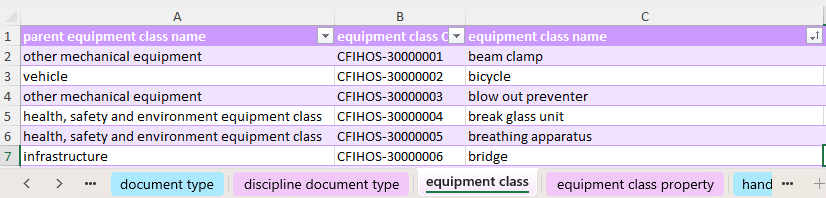 A B C
1 parent equipment class name equipment class C equipment class name
2 other mechanical equipment CFIHOS-30000001 beam clamp
3 vehicle CFIHOS-30000002 bicycle
4 other mechanical equipment CFIHOS-30000003 blow out preventer
5 health, safety and environment equipment class CFIHOS-30000004 break glass unit
6 health, safety and environment equipment class CFIHOS-30000005 breathing apparatus
7 infrastructure CFIHOS-30000006 bridge
< > ••• document type discipline document type equipment class equipment class property hand ••• +